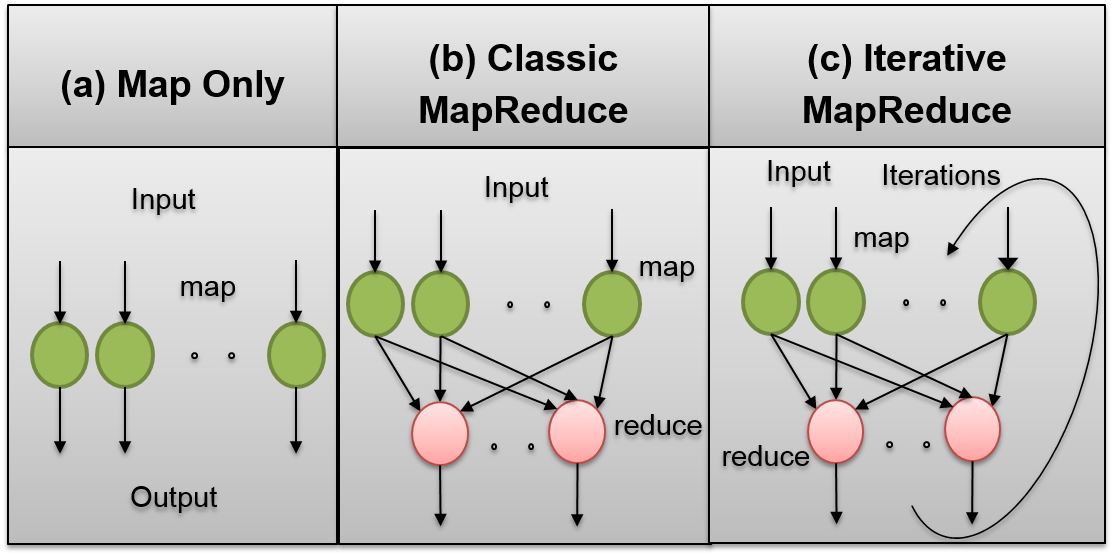 (a) Map Only
Input
map
Output
(b) Classic
MapReduce
Input
map
reduce
(c) Iterative
MapReduce
Input
Iterations
map
reduce